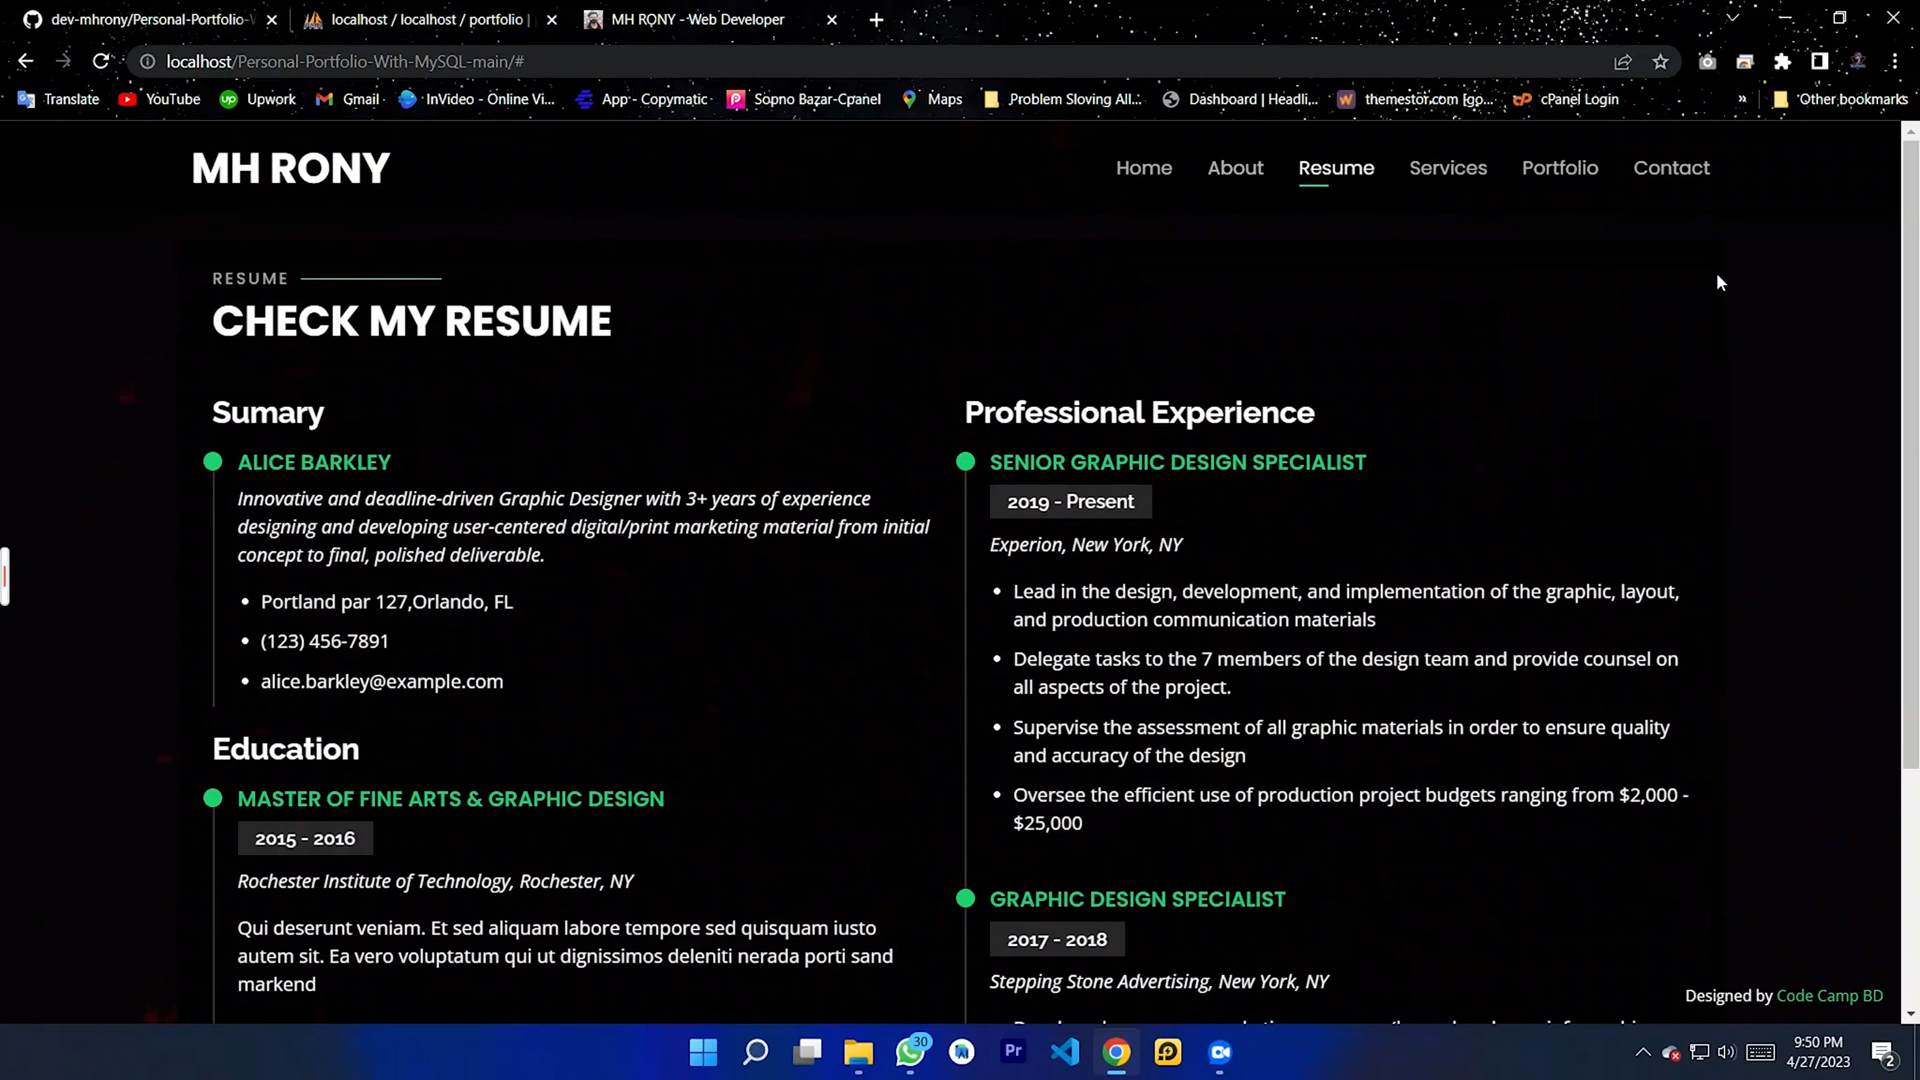 dev-mhrony/Personal-Portfolio-W
localhost / localhost / portfolio |
MH RONY - Web Developer
localhost/Personal-Portfolio-With-MySQL-main/#
Translate
YouTube
Upwork
Gmail
InVideo - Online Vi...
App - Copymatic
Sopno Bazar-Cpanel
Maps
Problem Sloving All...
Dashboard | Headli...
themestor.com [go...
cPanel Login
»
Other bookmarks
MH RONY
Home
About
Resume
Services
Portfolio
Contact
RESUME
CHECK MY RESUME
Sumary
ALICE BARKLEY
Innovative and deadline-driven Graphic Designer with 3+ years of experience
designing and developing user-centered digital/print marketing material from initial
concept to final, polished deliverable.
• Portland par 127,Orlando, FL
• (123) 456-7891
• alice.barkley@example.com
Education
MASTER OF FINE ARTS & GRAPHIC DESIGN
2015 - 2016
Rochester Institute of Technology, Rochester, NY
Qui deserunt veniam. Et sed aliquam labore tempore sed quisquam iusto
autem sit. Ea vero voluptatum qui ut dignissimos deleniti nerada porti sand
markend
Professional Experience
SENIOR GRAPHIC DESIGN SPECIALIST
2019 - Present
Experion, New York, NY
• Lead in the design, development, and implementation of the graphic, layout,
and production communication materials
• Delegate tasks to the 7 members of the design team and provide counsel on
all aspects of the project.
• Supervise the assessment of all graphic materials in order to ensure quality
and accuracy of the design
• Oversee the efficient use of production project budgets ranging from $2,000 -
$25,000
GRAPHIC DESIGN SPECIALIST
2017 - 2018
Stepping Stone Advertising, New York, NY
Designed by Code Camp BD
30
Pr
9:50 PM
4/27/2023
2